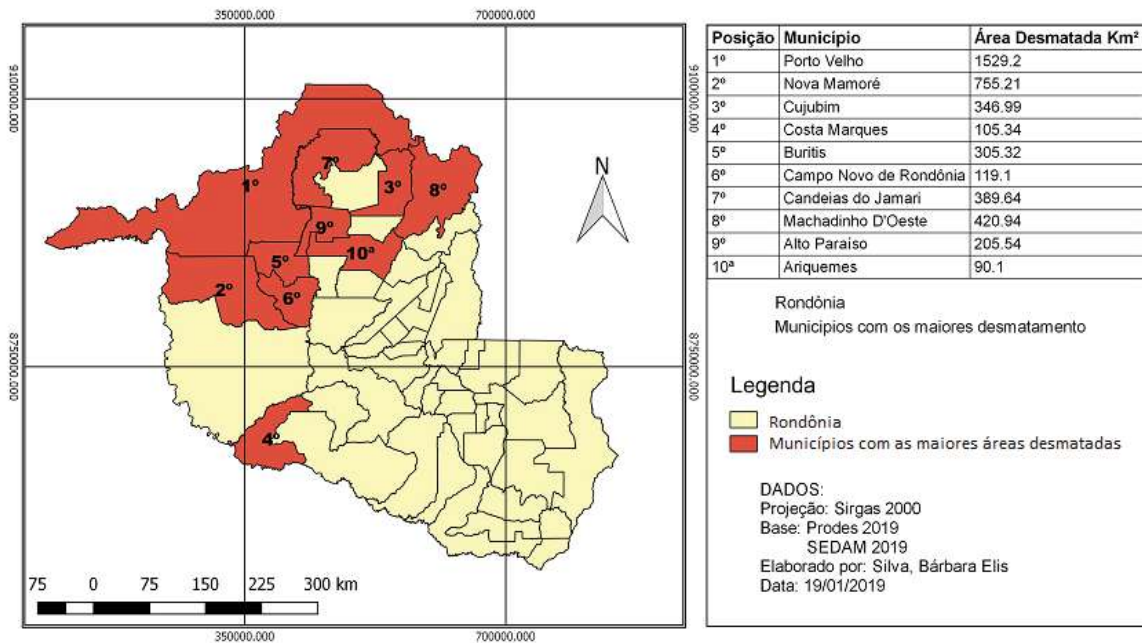 350000.000 700000.000
9100000.000 9100000.000
N
7º
1º 3º 8º
9º
10ª
5º
2º 6º
8750000.000 8750000.000
4º
75 0 75 150 225 300 km
350000.000 700000.000
Posição Município Área Desmatada Km²
1º Porto Velho 1529.2
2º Nova Mamoré 755.21
3º Cujubim 346.99
4º Costa Marques 105.34
5º Buritis 305.32
6º Campo Novo de Rondônia 119.1
7º Candeias do Jamari 389.64
8º Machadinho D'Oeste 420.94
9º Alto Paraíso 205.54
10ª Ariquemes 90.1
Rondônia
Municipios com os maiores desmatamento
Legenda
Rondônia
Municípios com as maiores áreas desmatadas
DADOS:
Projeção: Sirgas 2000
Base: Prodes 2019
SEDAM 2019
Elaborado por: Silva, Bárbara Elis
Data: 19/01/2019